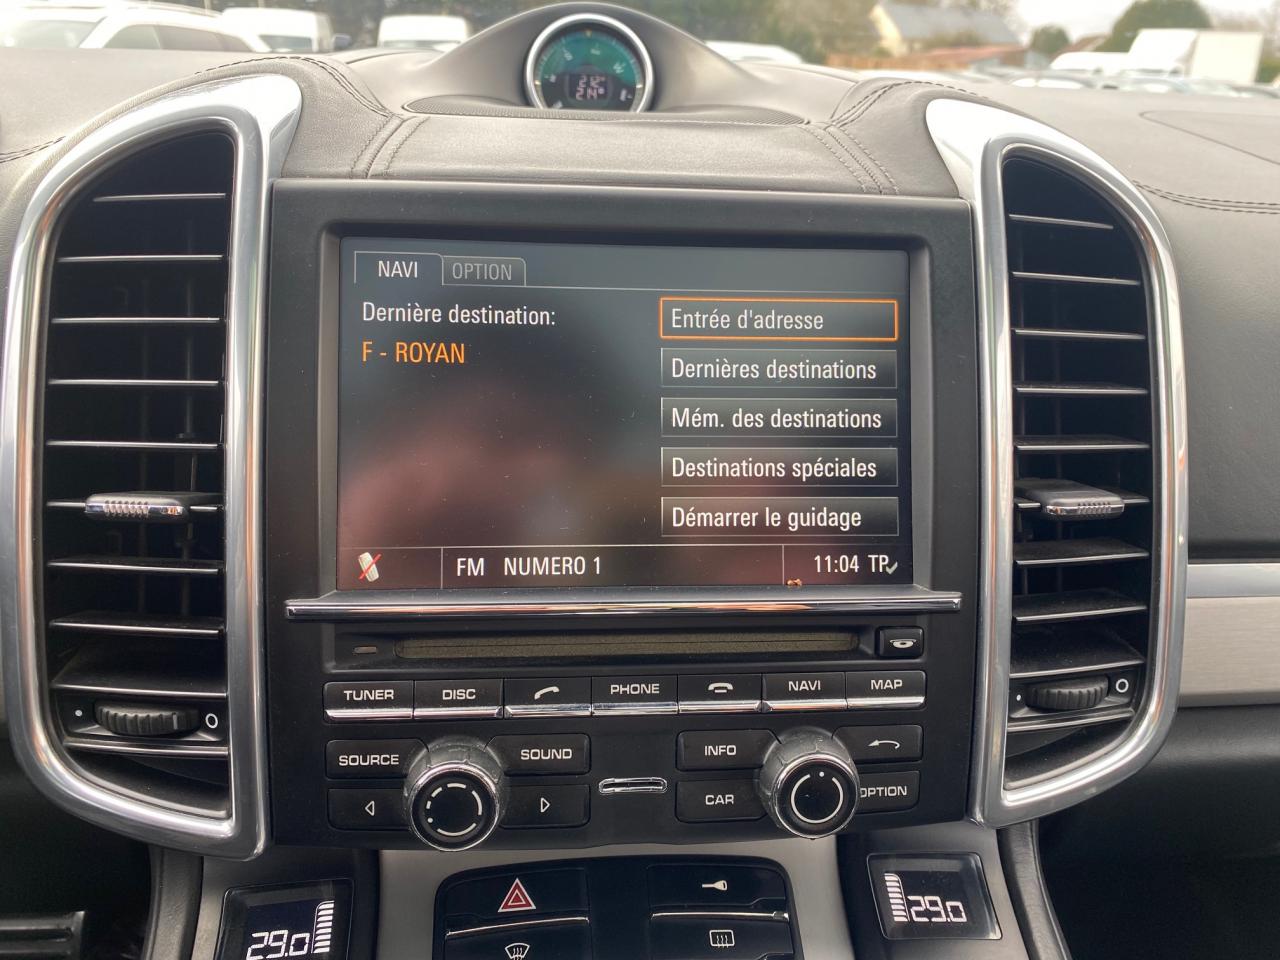 NAVI OPTION
Dernière destination:
F - ROYAN
Entrée d'adresse
Dernières destinations
Mém. des destinations
Destinations spéciales
Démarrer le guidage
FM NUMERO 1 11:04 TP
TUNER DISC PHONE NAVI MAP
SOURCE SOUND INFO
CAR OPTION
29.0 29.0